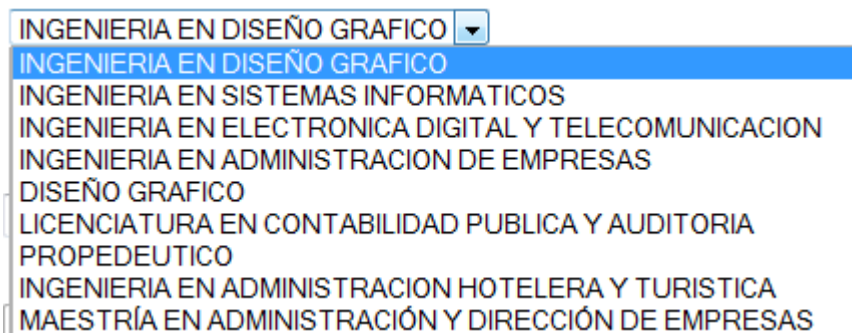 INGENIERIA EN DISEÑO GRAFICO
INGENIERIA EN DISEÑO GRAFICO
INGENIERIA EN SISTEMAS INFORMATICOS
INGENIERIA EN ELECTRONICA DIGITAL Y TELECOMUNICACION
INGENIERIA EN ADMINISTRACION DE EMPRESAS
DISEÑO GRAFICO
LICENCIATURA EN CONTABILIDAD PUBLICA Y AUDITORIA
PROPEDEUTICO
INGENIERIA EN ADMINISTRACION HOTELERA Y TURISTICA
MAESTRÍA EN ADMINISTRACIÓN Y DIRECCIÓN DE EMPRESAS